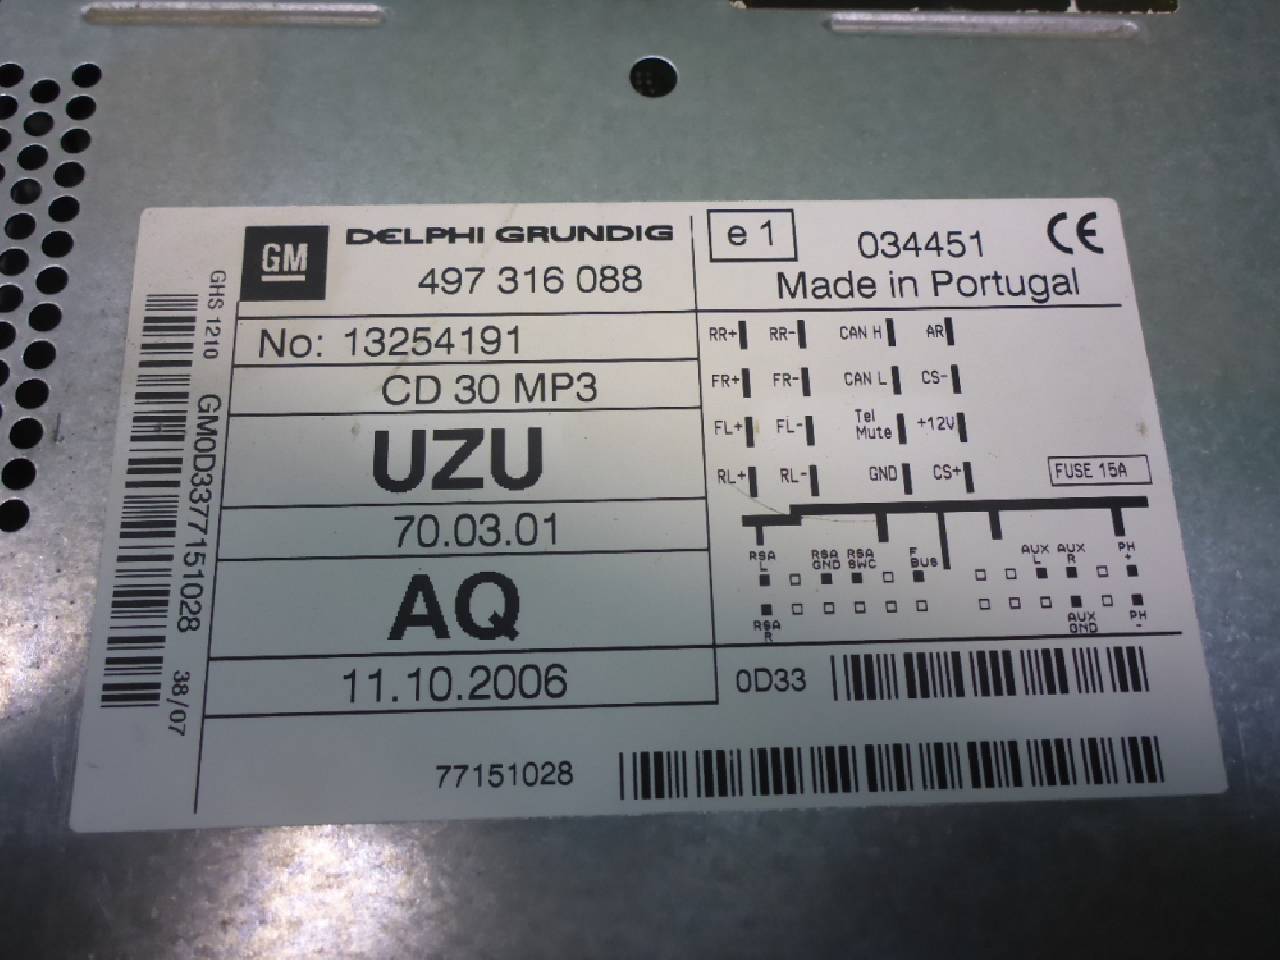 GM
DELPHI GRUNDIG
497 316 088
e 1
034451
CE
Made in Portugal
No: 13254191
CD 30 MP3
UZU
70.03.01
AQ
11.10.2006
RR+ RR- CAN H AR
FR+ FR- CAN L CS-
FL+ FL- Tel Mute +12V
RL+ RL- GND CS+
FUSE 15A
RSA L
RSA GND
RSA SWC
F BUS
AUX L
AUX R
PH +
RSA R
AUX GND
PH -
0D33
77151028
GHS 1210
GM0D3377151028
38/07